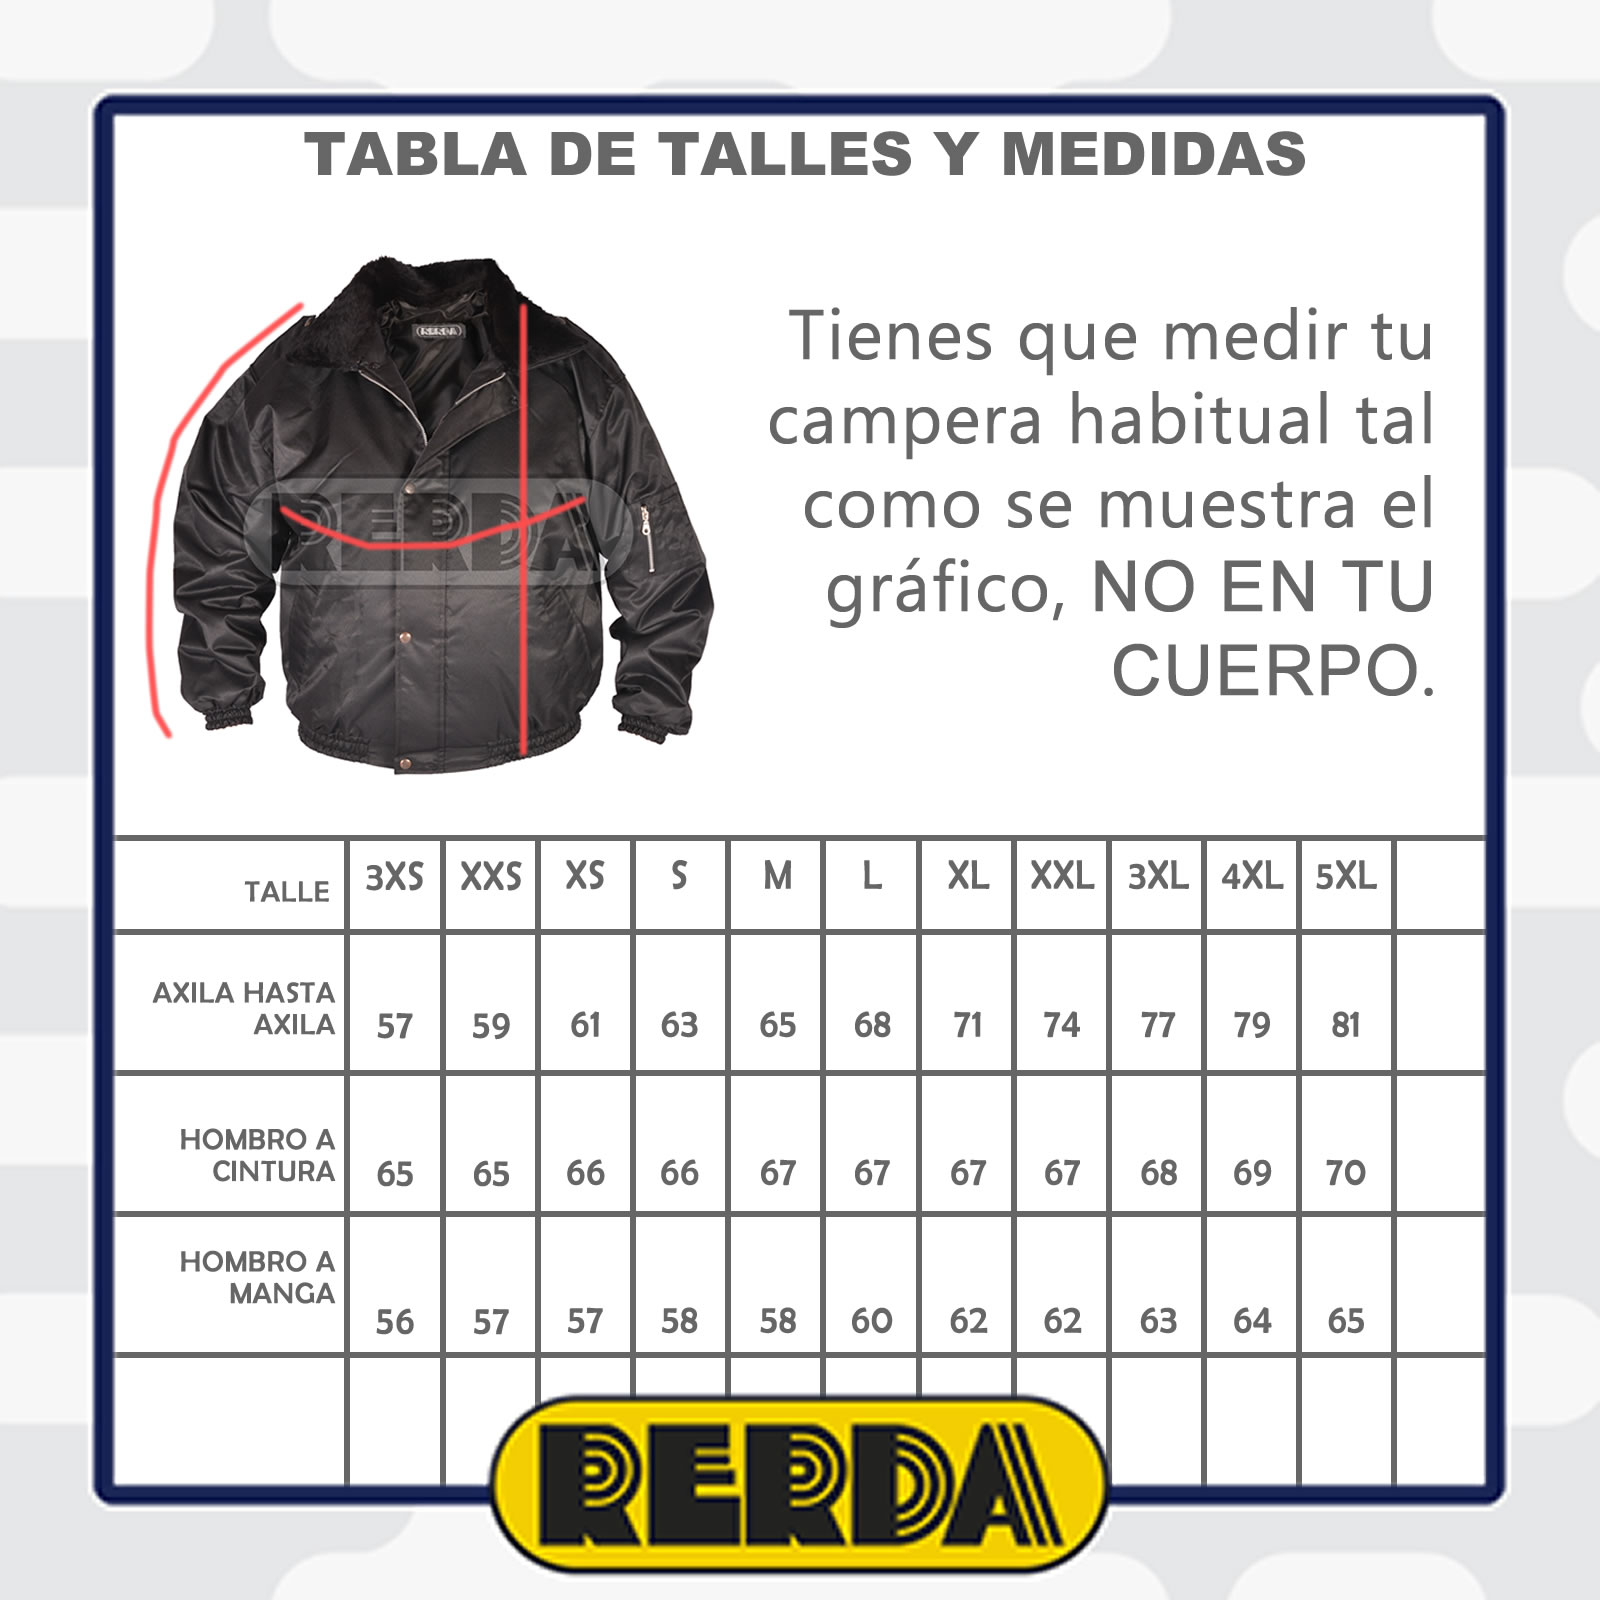 TABLA DE TALLES Y MEDIDAS
RERDA
RERDA
Tienes que medir tu
campera habitual tal
como se muestra el
gráfico, NO EN TU
CUERPO.
TALLE 3XS XXS XS S M L XL XXL 3XL 4XL 5XL
AXILA HASTA
AXILA 57 59 61 63 65 68 71 74 77 79 81
HOMBRO A
CINTURA 65 65 66 66 67 67 67 67 68 69 70
HOMBRO A
MANGA
56 57 57 58 58 60 62 62 63 64 65
RERDA